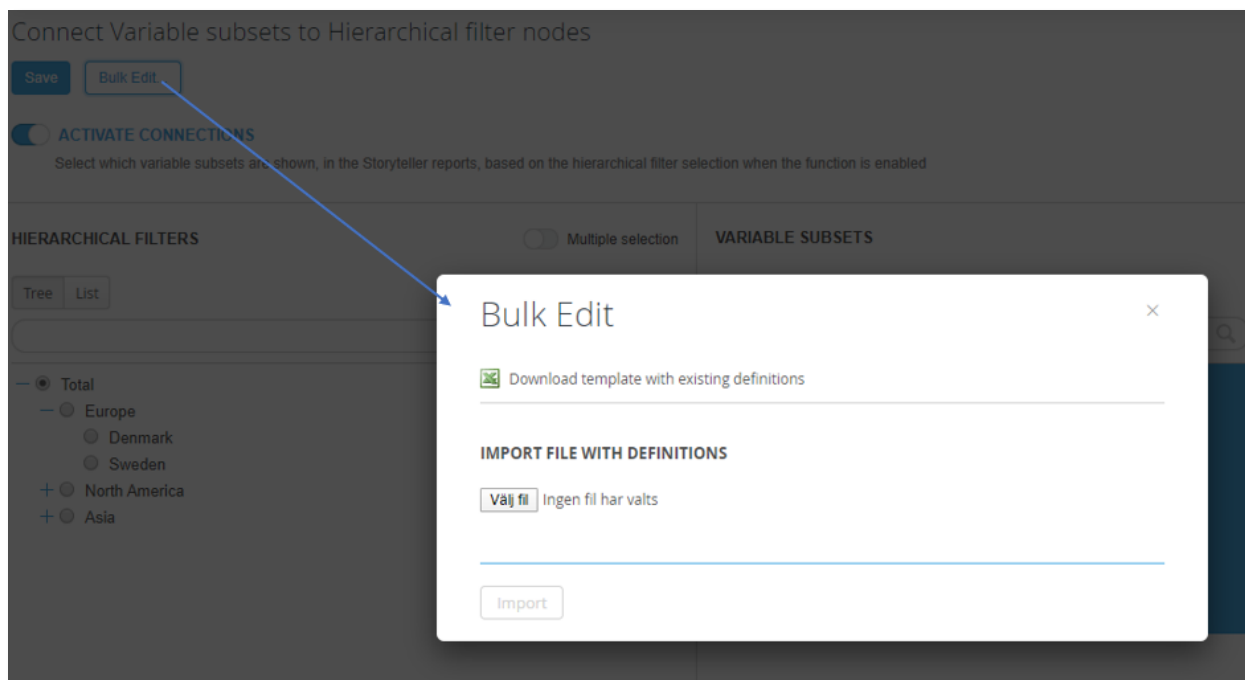 Connect Variable subsets to Hierarchical filter nodes
Save Bulk Edit...
ACTIVATE CONNECTIONS
Select which variable subsets are shown, in the Storyteller reports, based on the hierarchical filter selection when the function is enabled
HIERARCHICAL FILTERS Multiple selection VARIABLE SUBSETS
Tree List
Total
Europe
Denmark
Sweden
North America
Asia
Bulk Edit
Download template with existing definitions
IMPORT FILE WITH DEFINITIONS
Välj fil Ingen fil har valts
Import